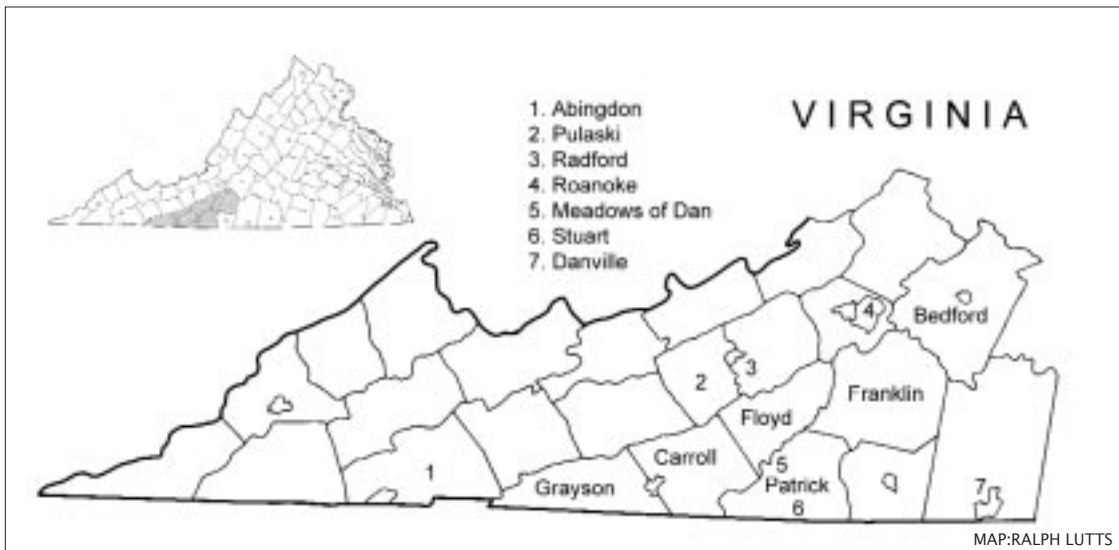 VIRGINIA
1. Abingdon
2. Pulaski
3. Radford
4. Roanoke
5. Meadows of Dan
6. Stuart
7. Danville
4
Bedford
3
2
Franklin
Floyd
Carroll
5
1
Grayson
Patrick
7
6
MAP:RALPH LUTTS